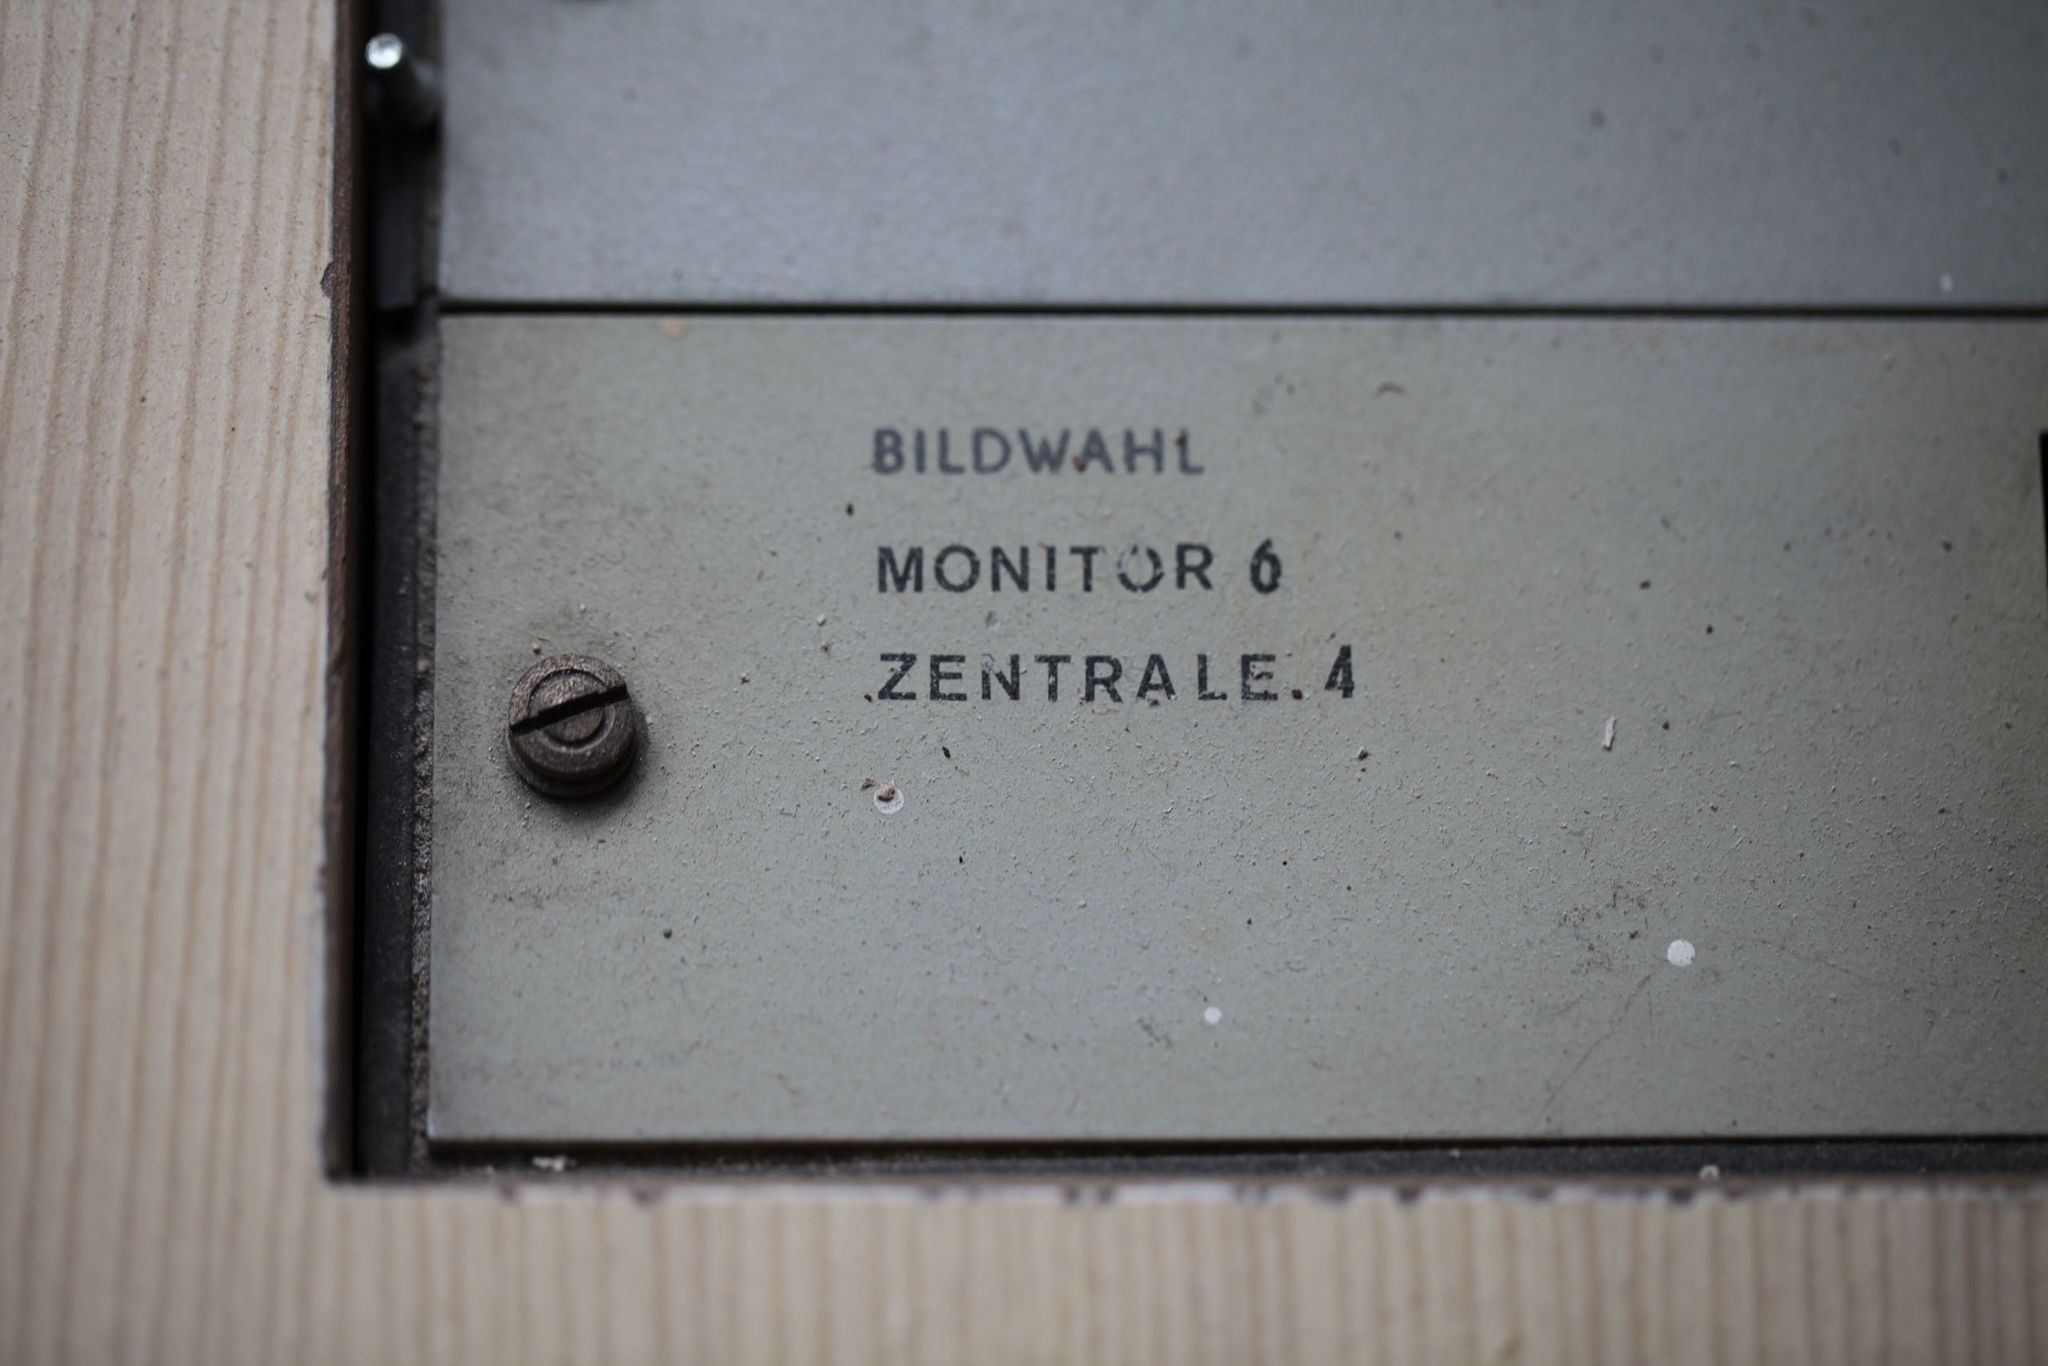 BILDWAHL
MONITOR 6
ZENTRALE 4